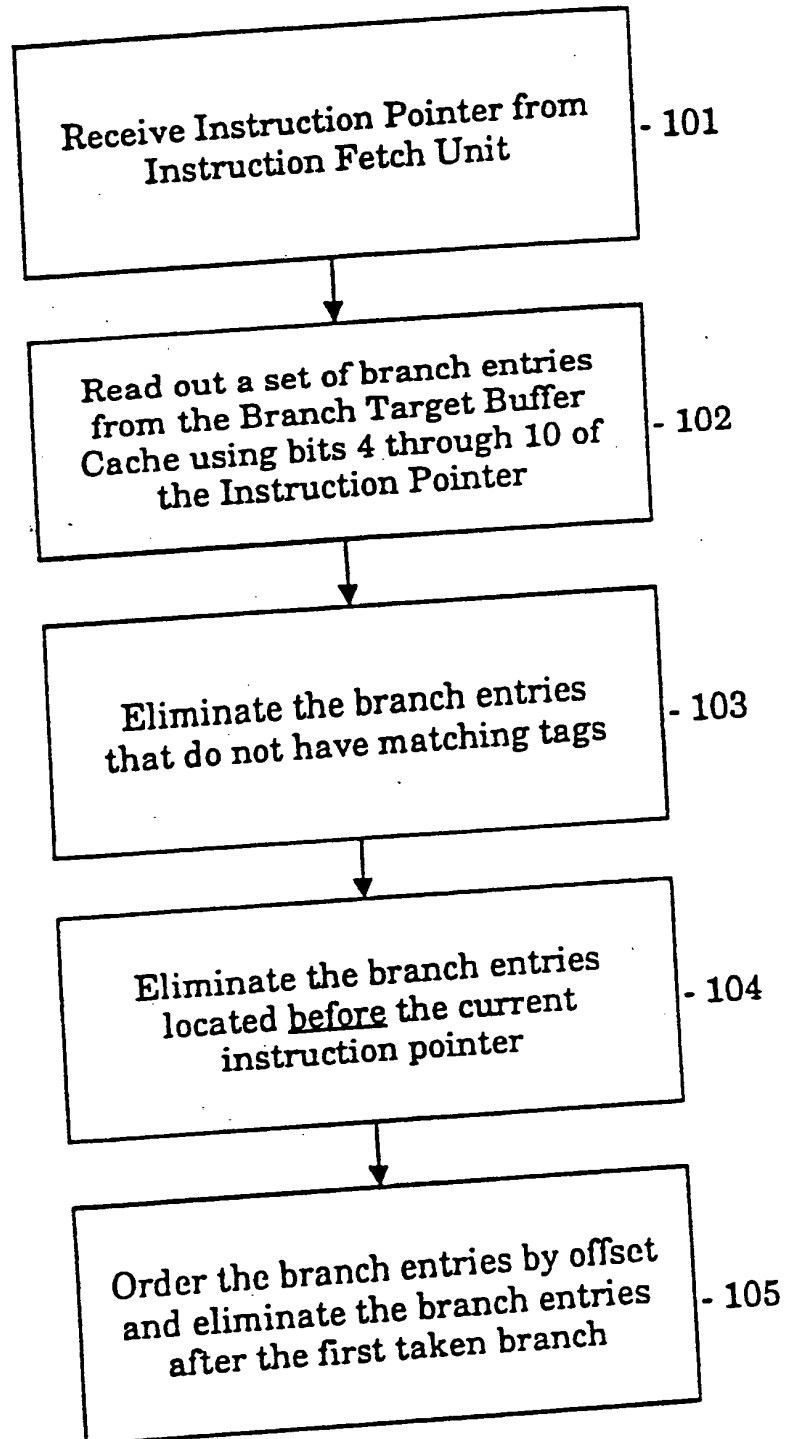 Receive Instruction Pointer from
Instruction Fetch Unit
- 101
Read out a set of branch entries
from the Branch Target Buffer
Cache using bits 4 through 10 of
the Instruction Pointer
- 102
Eliminate the branch entries
that do not have matching tags
- 103
Eliminate the branch entries
located before the current
instruction pointer
- 104
Order the branch entries by offset
and eliminate the branch entries
after the first taken branch
- 105